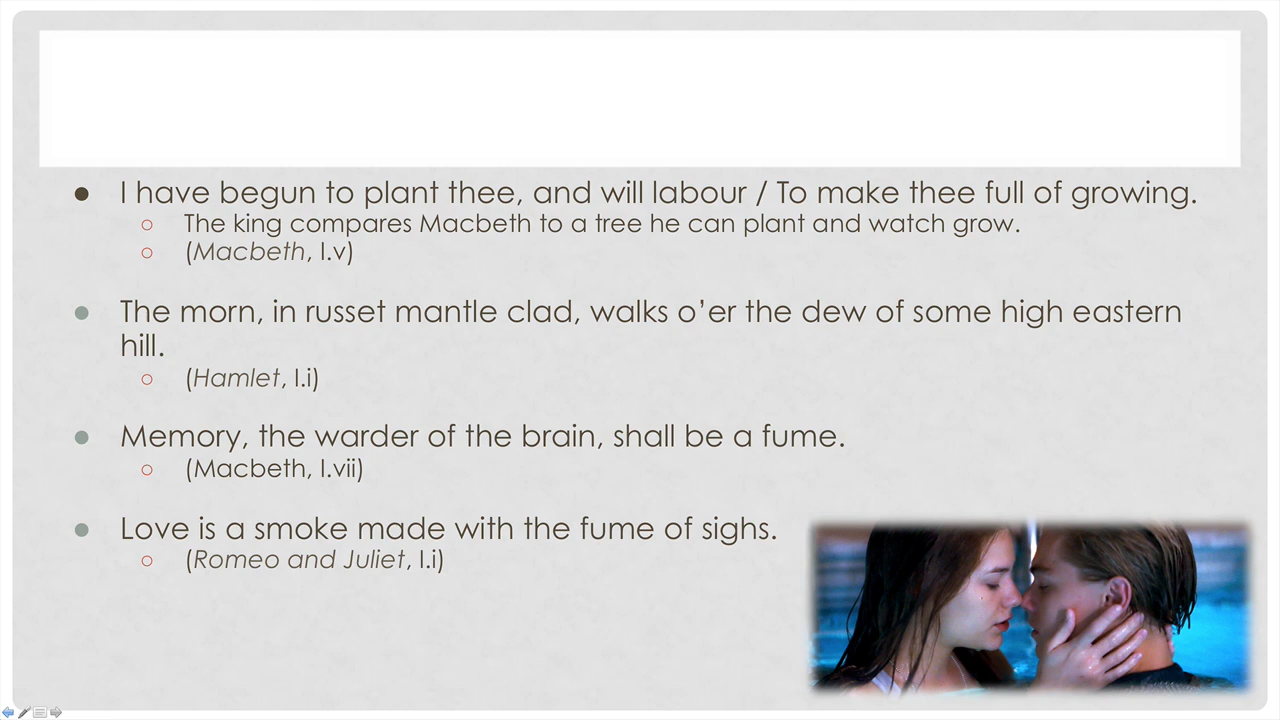 I have begun to plant thee, and will labour / To make thee full of growing.
The king compares Macbeth to a tree he can plant and watch grow.
(Macbeth, I.v)
The morn, in russet mantle clad, walks o’er the dew of some high eastern
hill.
(Hamlet, I.i)
Memory, the warder of the brain, shall be a fume.
(Macbeth, I.vii)
Love is a smoke made with the fume of sighs.
(Romeo and Juliet, I.i)